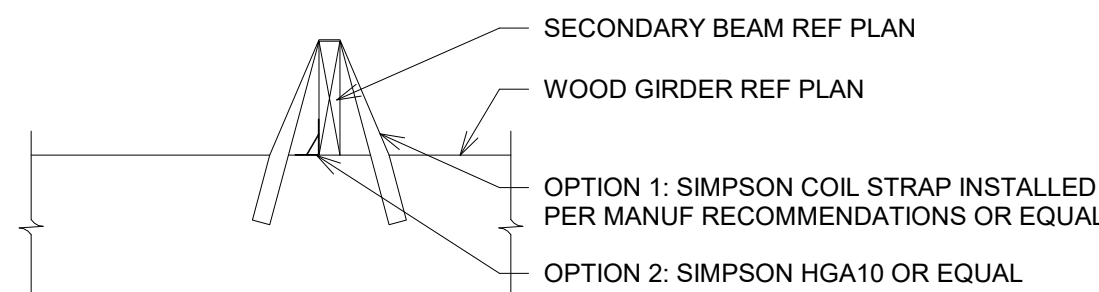 SECONDARY BEAM REF PLAN
WOOD GIRDER REF PLAN
OPTION 1: SIMPSON COIL STRAP INSTALLED
PER MANUF RECOMMENDATIONS OR EQUAL
OPTION 2: SIMPSON HGA10 OR EQUAL